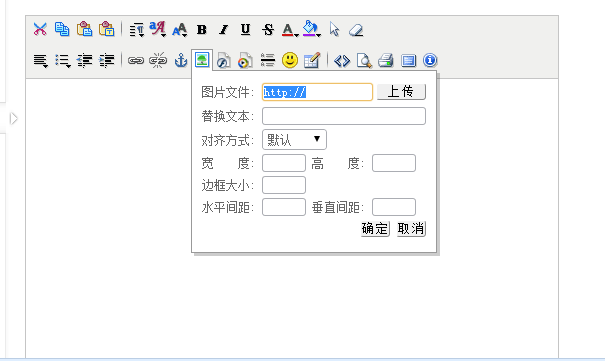 B I U S A
图片文件: http:// 上传
替换文本:
对齐方式: 默认
宽 度: 高 度:
边框大小:
水平间距: 垂直间距:
确定 取消